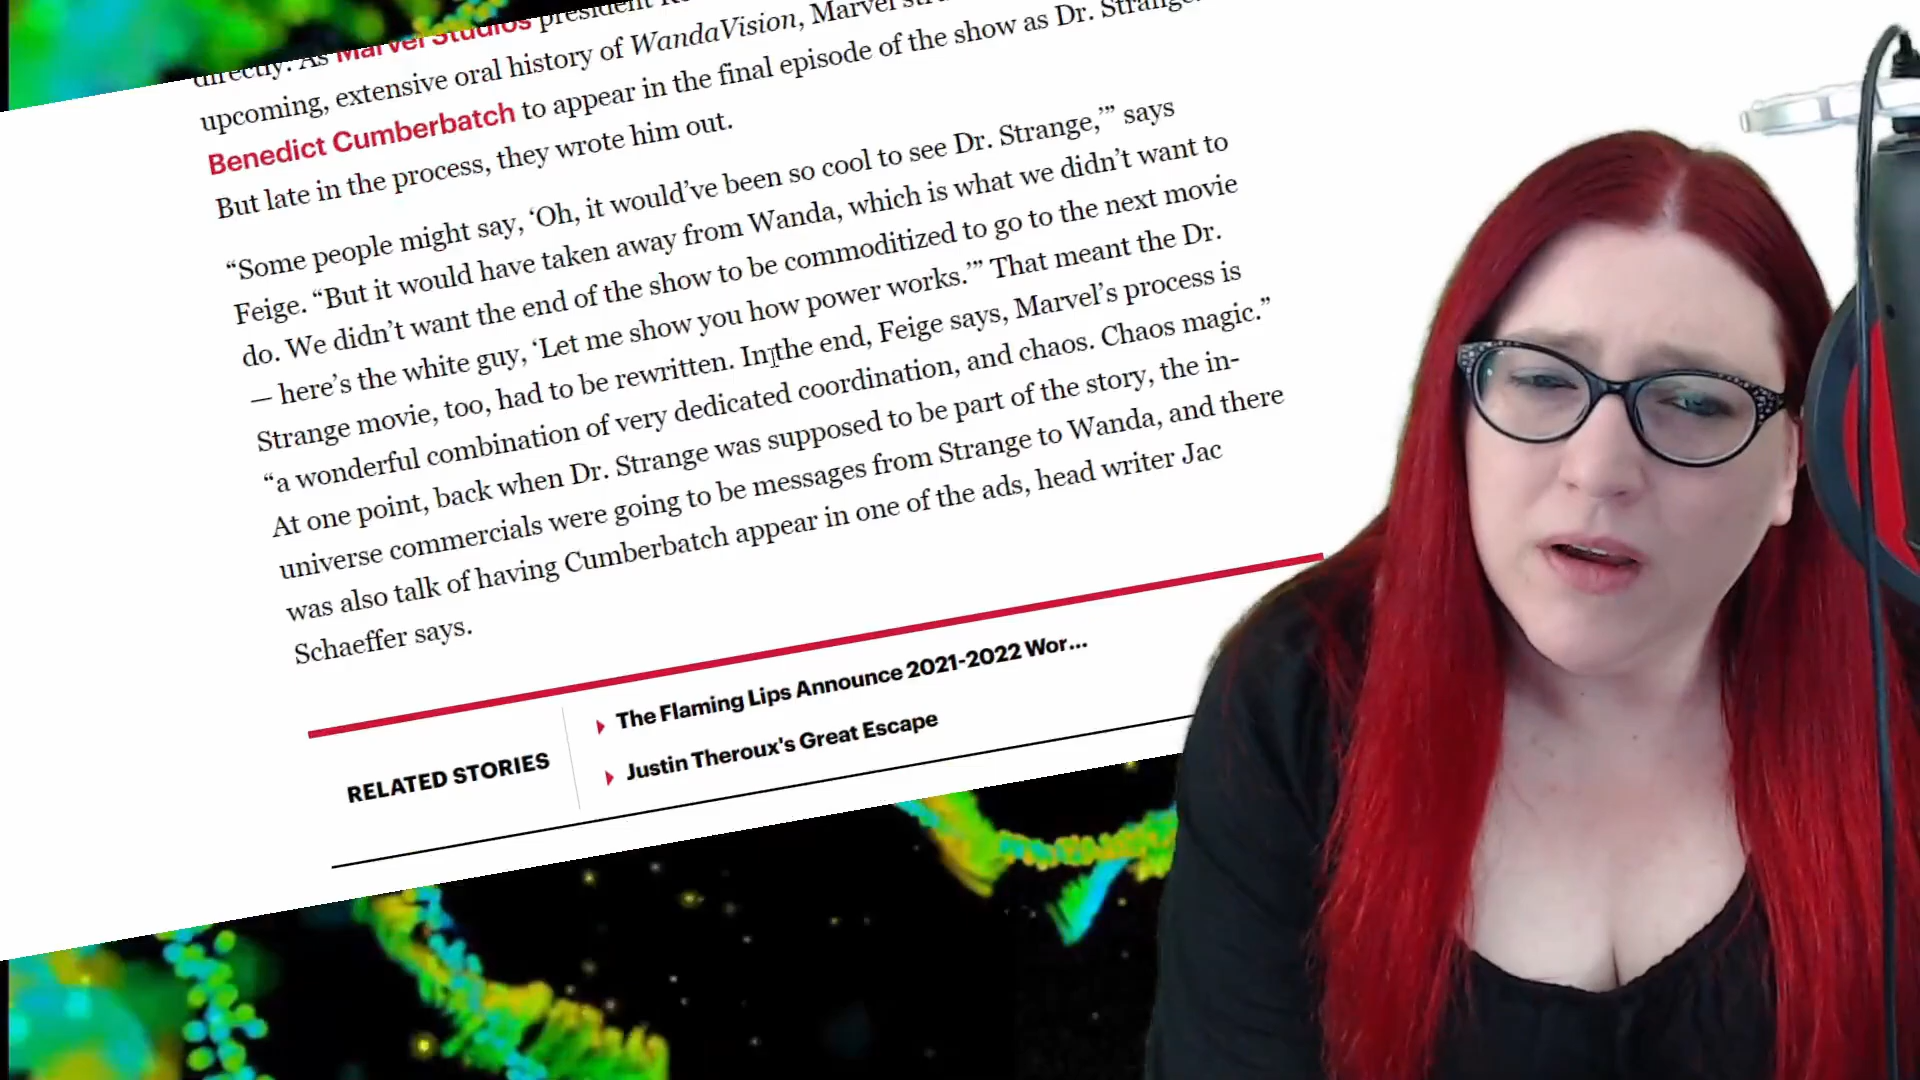 directly. As Marvel Studios president
upcoming, extensive oral history of WandaVision, Marvel
Benedict Cumberbatch to appear in the final episode of the show as Dr. Strange.
But late in the process, they wrote him out.
“Some people might say, ‘Oh, it would’ve been so cool to see Dr. Strange,’” says
Feige. “But it would have taken away from Wanda, which is what we didn’t want to
do. We didn’t want the end of the show to be commoditized to go to the next movie
— here’s the white guy, ‘Let me show you how power works.’” That meant the Dr.
Strange movie, too, had to be rewritten. In the end, Feige says, Marvel’s process is
“a wonderful combination of very dedicated coordination, and chaos. Chaos magic.”
At one point, back when Dr. Strange was supposed to be part of the story, the in-
universe commercials were going to be messages from Strange to Wanda, and there
was also talk of having Cumberbatch appear in one of the ads, head writer Jac
Schaeffer says.
RELATED STORIES
The Flaming Lips Announce 2021-2022 Wor...
Justin Theroux's Great Escape